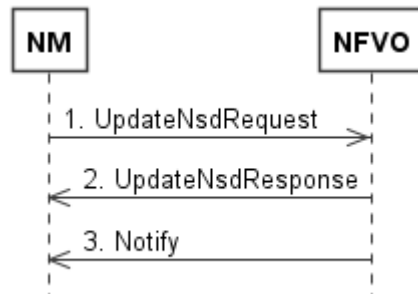 NM NFVO
1. UpdateNsdRequest
2. UpdateNsdResponse
3. Notify